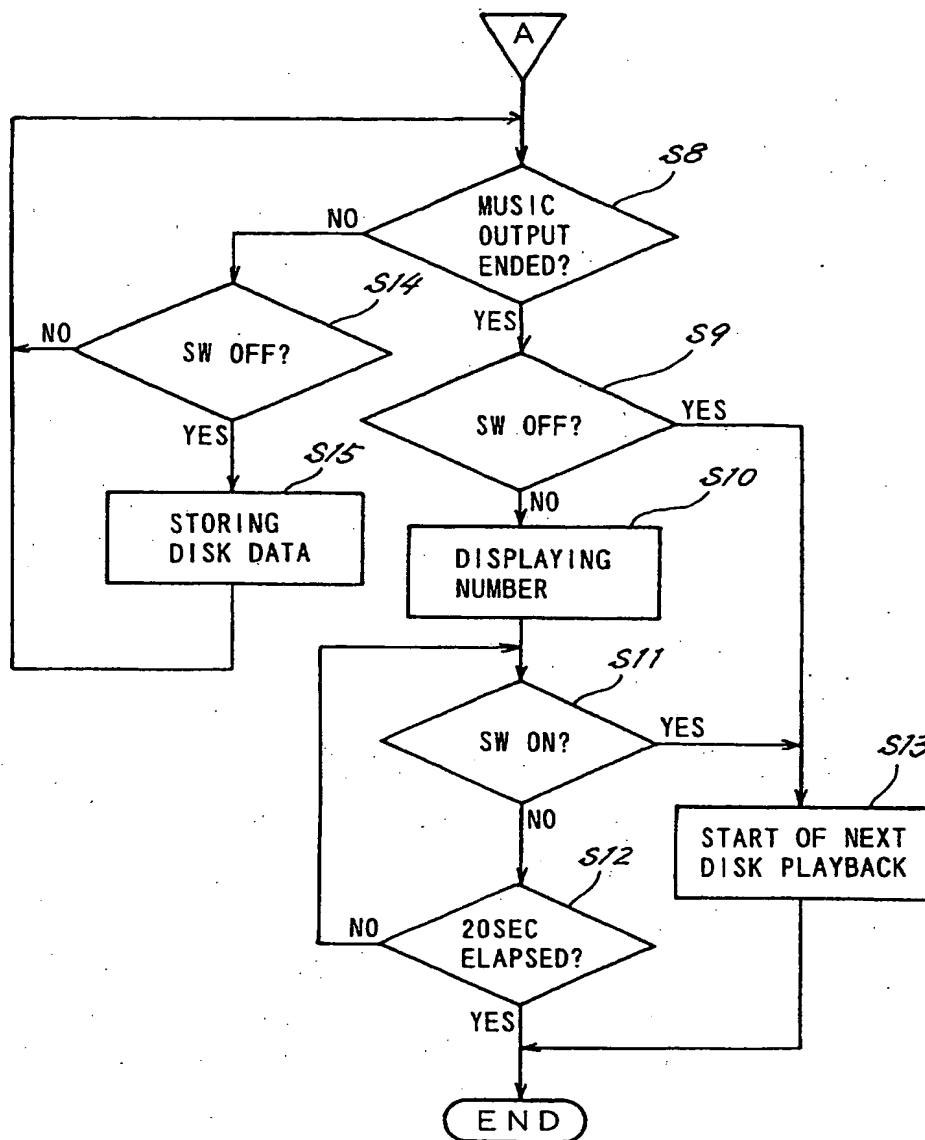 A
S8
MUSIC
OUTPUT
ENDED?
NO
YES
S14
SW OFF?
NO
YES
S9
SW OFF?
YES
NO
S15
STORING
DISK DATA
S10
DISPLAYING
NUMBER
S11
SW ON?
YES
NO
S13
START OF NEXT
DISK PLAYBACK
S12
20SEC
ELAPSED?
NO
YES
END